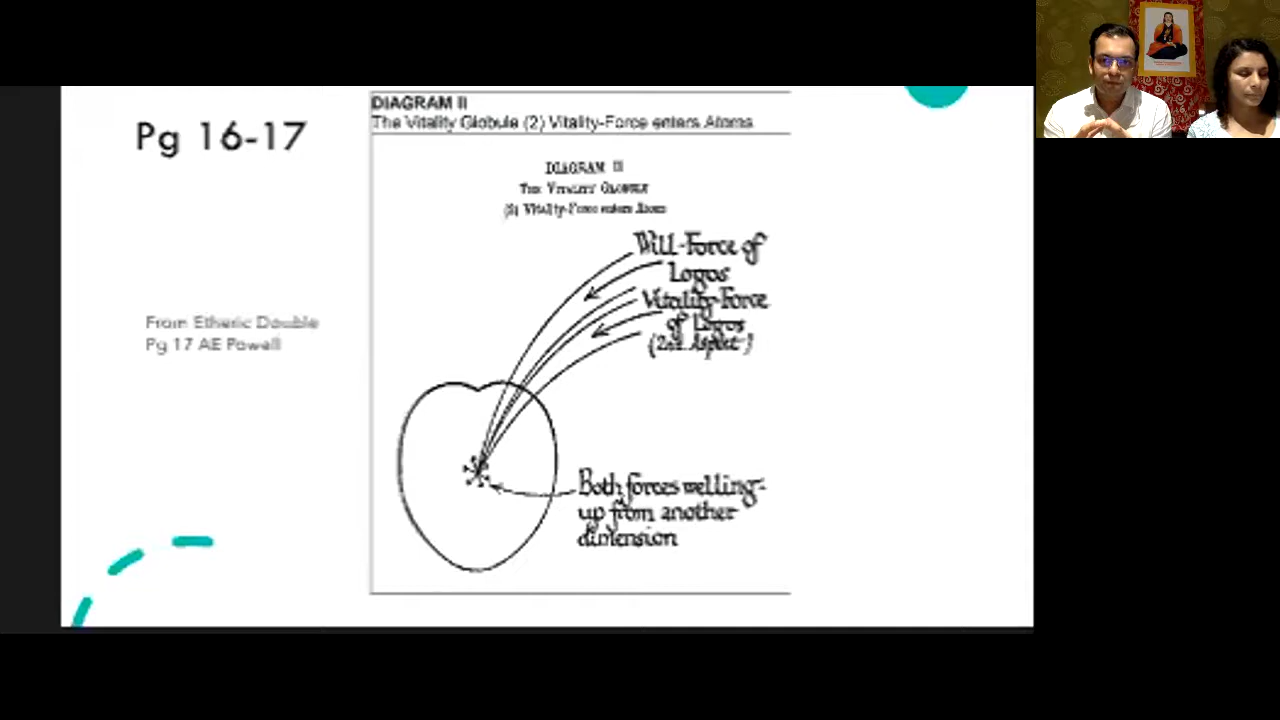 Pg 16-17
From Etheric Double
Pg 17 AE Powell
DIAGRAM II
The Vitality Globule (2) Vitality-Force enters Atoms
DIAGRAM II
THE VITALITY GLOBULE
(2) Vitality-Force enters Atom
Will-Force of
Logos
Vitality-Force
of Logos
(2nd Aspect)
Both forces welling-
up from another
dimension